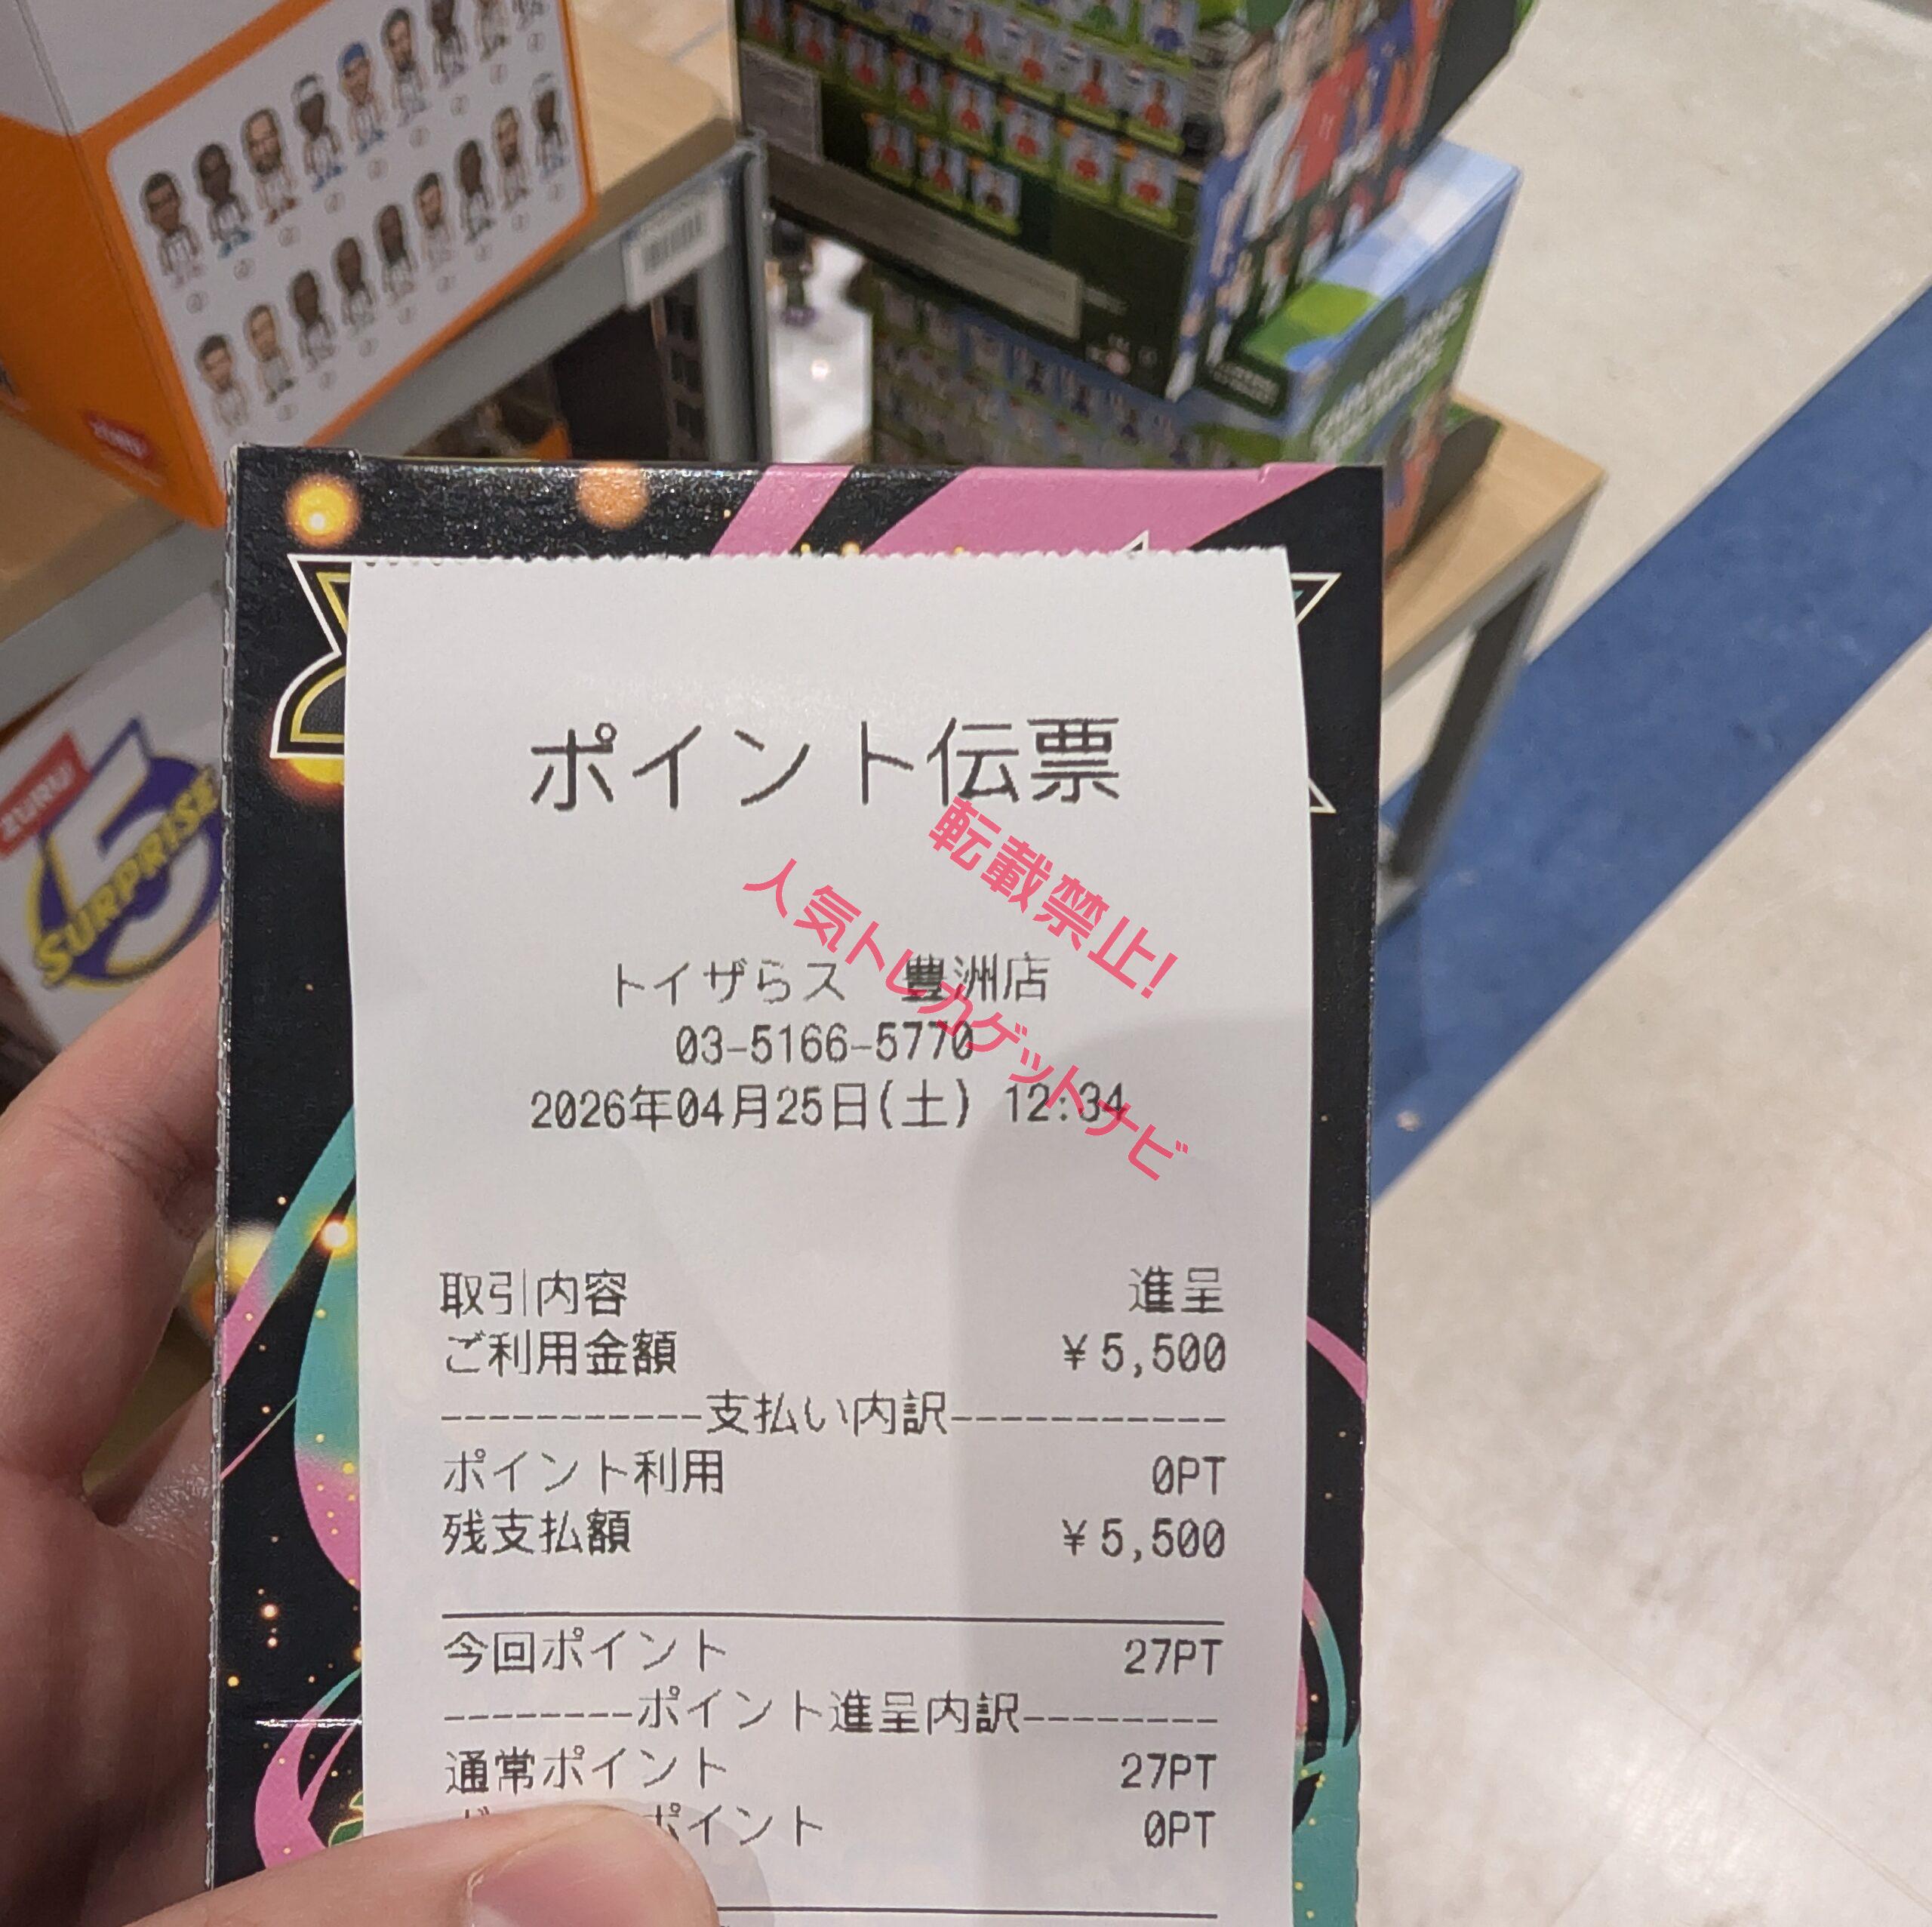 ZURU
5
SURPRISE
ポイント伝票
転載禁止!
人気トレカゲットナビ
トイザらス 豊洲店
03-5166-5770
2026年04月25日(土) 12:34
取引内容 進呈
ご利用金額 ¥5,500
-----------支払い内訳-----------
ポイント利用 0PT
残支払額 ¥5,500
今回ポイント 27PT
--------ポイント進呈内訳--------
通常ポイント 27PT
ポイント 0PT